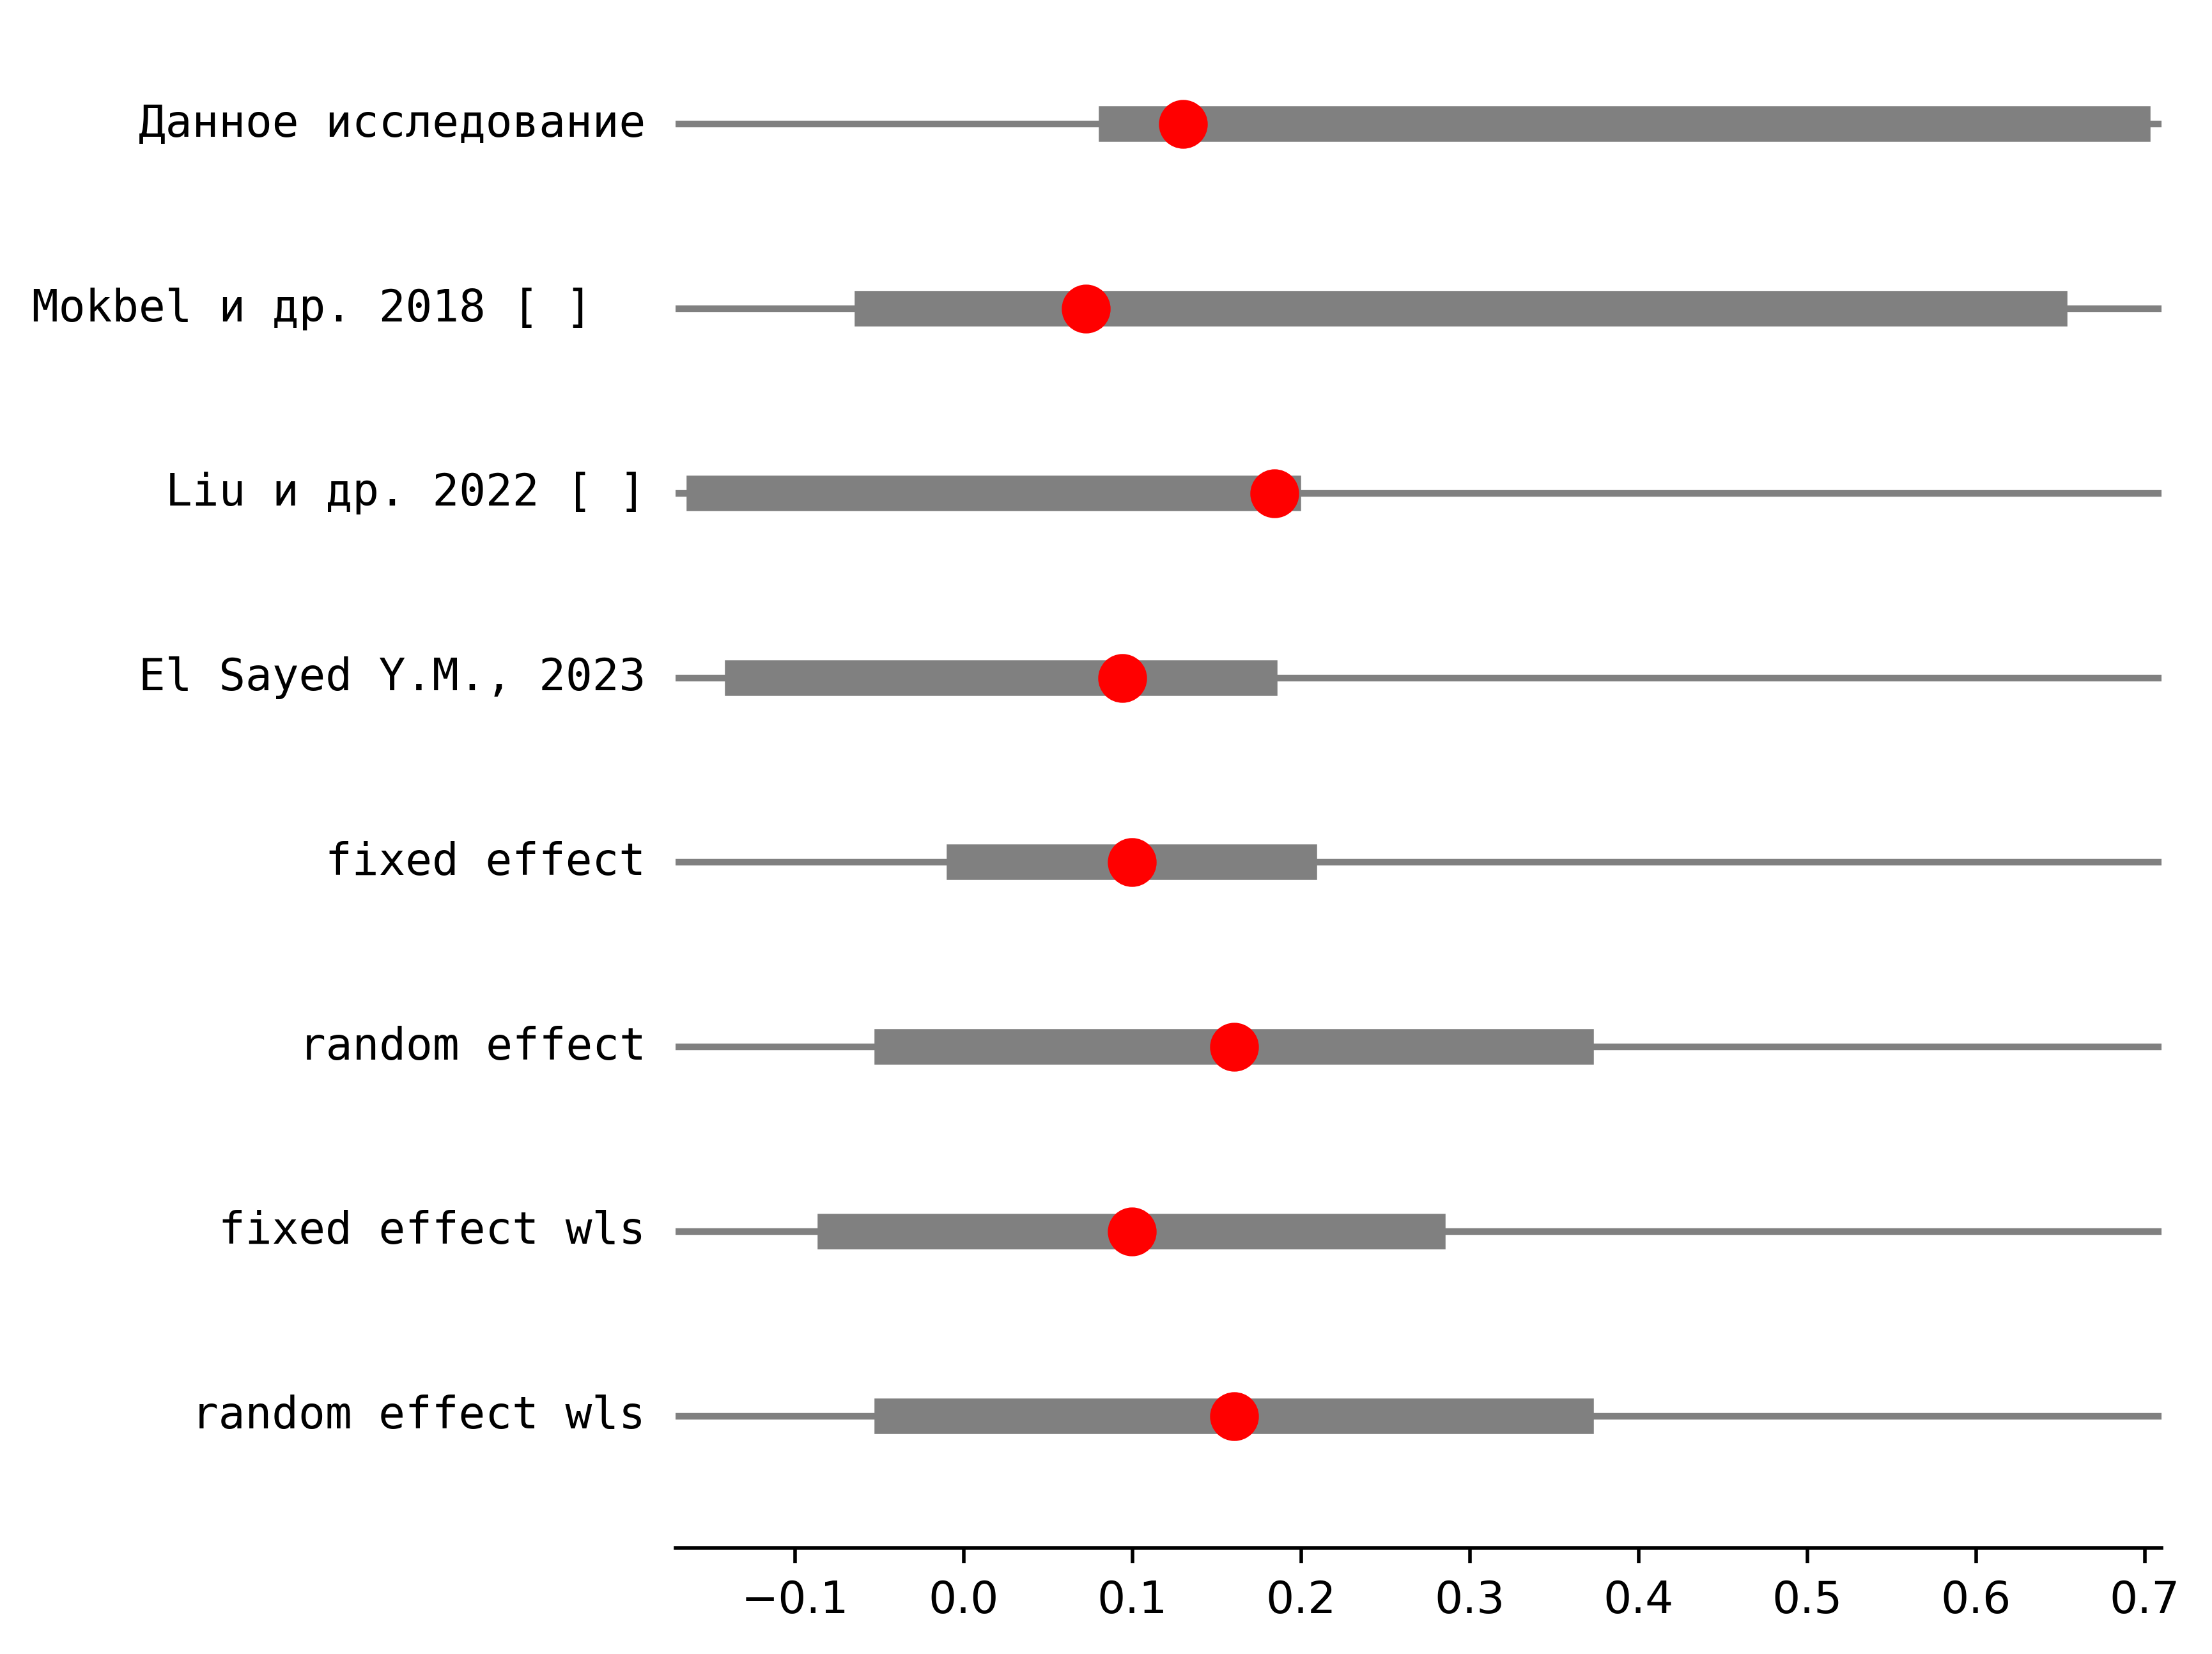 Данное исследование
Mokbel и др. 2018 [ ]
Liu и др. 2022 [ ]
El Sayed Y.M., 2023
fixed effect
random effect
fixed effect wls
random effect wls
−0.1 0.0 0.1 0.2 0.3 0.4 0.5 0.6 0.7